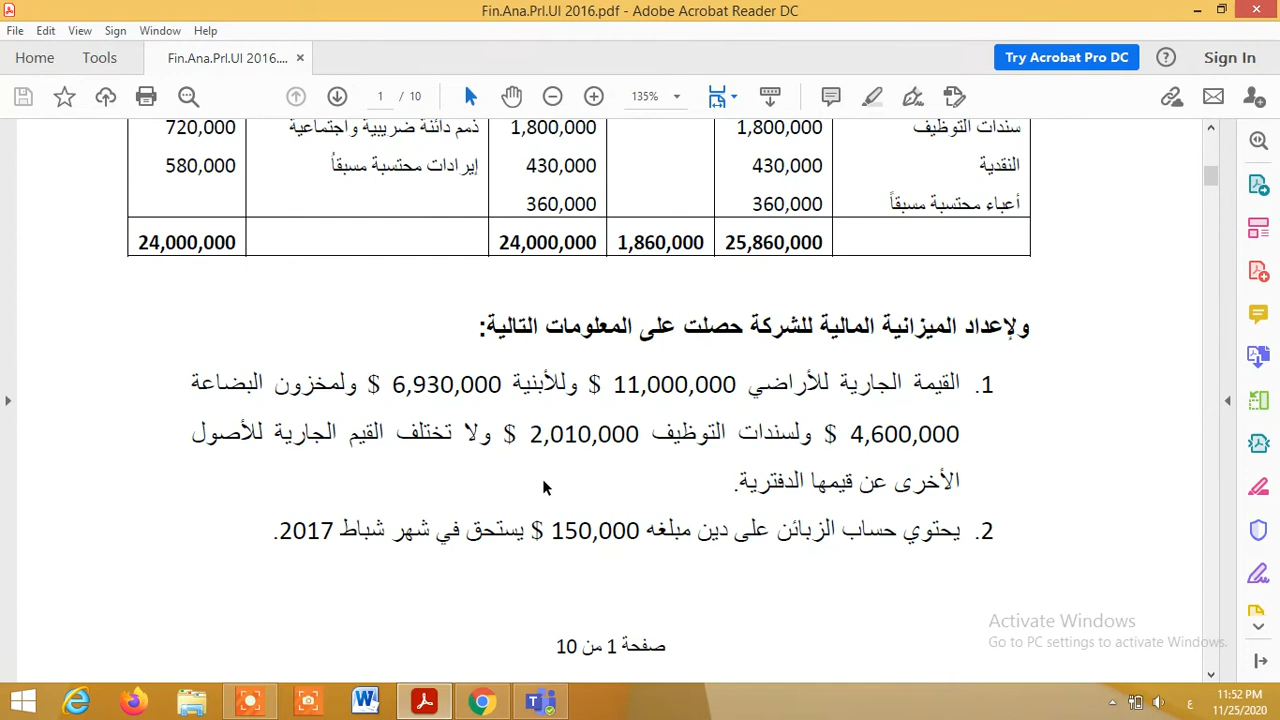 Fin.Ana.Prl.UI 2016.pdf - Adobe Acrobat Reader DC
File Edit View Sign Window Help
Home Tools Fin.Ana.Prl.UI 2016.... × Try Acrobat Pro DC Sign In
1 / 10 135%
سندات التوظيف 1,800,000 1,800,000 ذمم دائنة ضريبية واجتماعية 720,000
النقدية 430,000 430,000 إيرادات محتسبة مسبقاً 580,000
أعباء محتسبة مسبقاً 360,000 360,000
25,860,000 1,860,000 24,000,000 24,000,000
ولإعداد الميزانية المالية للشركة حصلت على المعلومات التالية:
1. القيمة الجارية للأراضي 11,000,000 $ وللأبنية 6,930,000 $ ولمخزون البضاعة
4,600,000 $ ولسندات التوظيف 2,010,000 $ ولا تختلف القيم الجارية للأصول
الأخرى عن قيمها الدفترية.
2. يحتوي حساب الزبائن على دين مبلغه 150,000 $ يستحق في شهر شباط 2017.
صفحة 1 من 10
Activate Windows
Go to PC settings to activate Windows.
ع 11:52 PM
11/25/2020